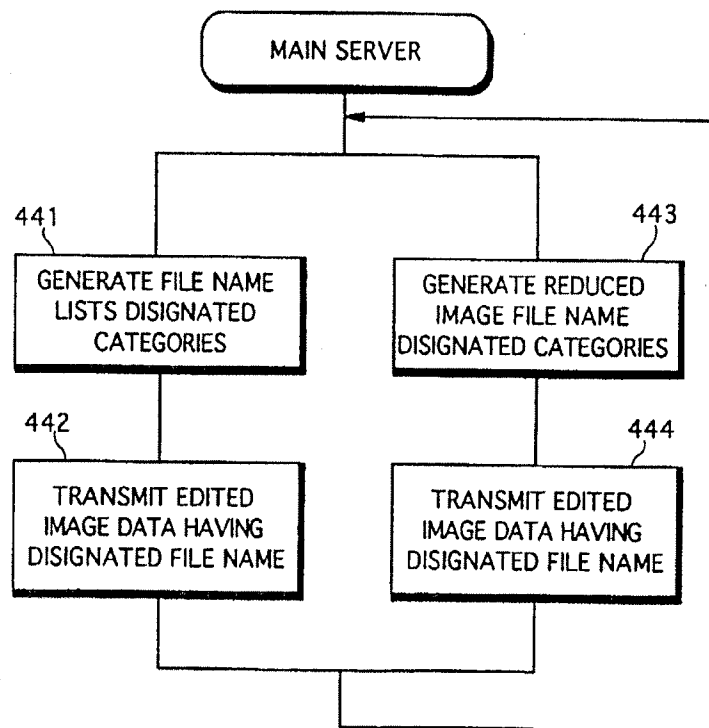 MAIN SERVER
441
GENERATE FILE NAME
LISTS DISIGNATED
CATEGORIES
443
GENERATE REDUCED
IMAGE FILE NAME
DISIGNATED CATEGORIES
442
TRANSMIT EDITED
IMAGE DATA HAVING
DISIGNATED FILE NAME
444
TRANSMIT EDITED
IMAGE DATA HAVING
DISIGNATED FILE NAME